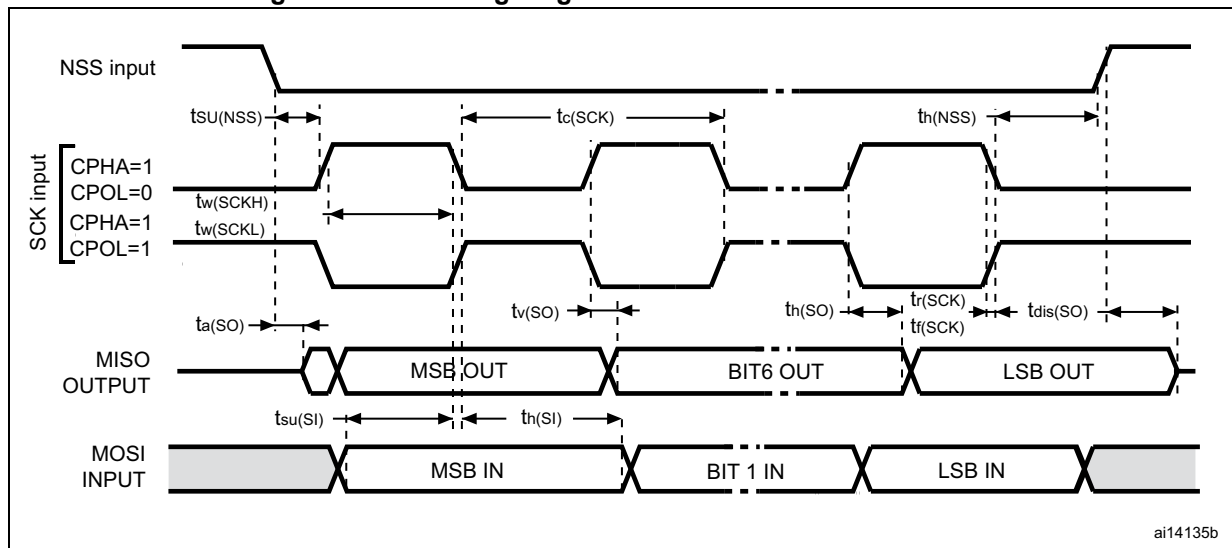 NSS input
tSU(NSS)
tc(SCK)
th(NSS)
SCK input
CPHA=1
CPOL=0
tw(SCKH)
CPHA=1
tw(SCKL)
CPOL=1
ta(SO)
tv(SO)
th(SO)
tr(SCK)
tf(SCK)
tdis(SO)
MISO
OUTPUT
MSB OUT
BIT6 OUT
LSB OUT
tsu(SI)
th(SI)
MOSI
INPUT
MSB IN
BIT 1 IN
LSB IN
ai14135b